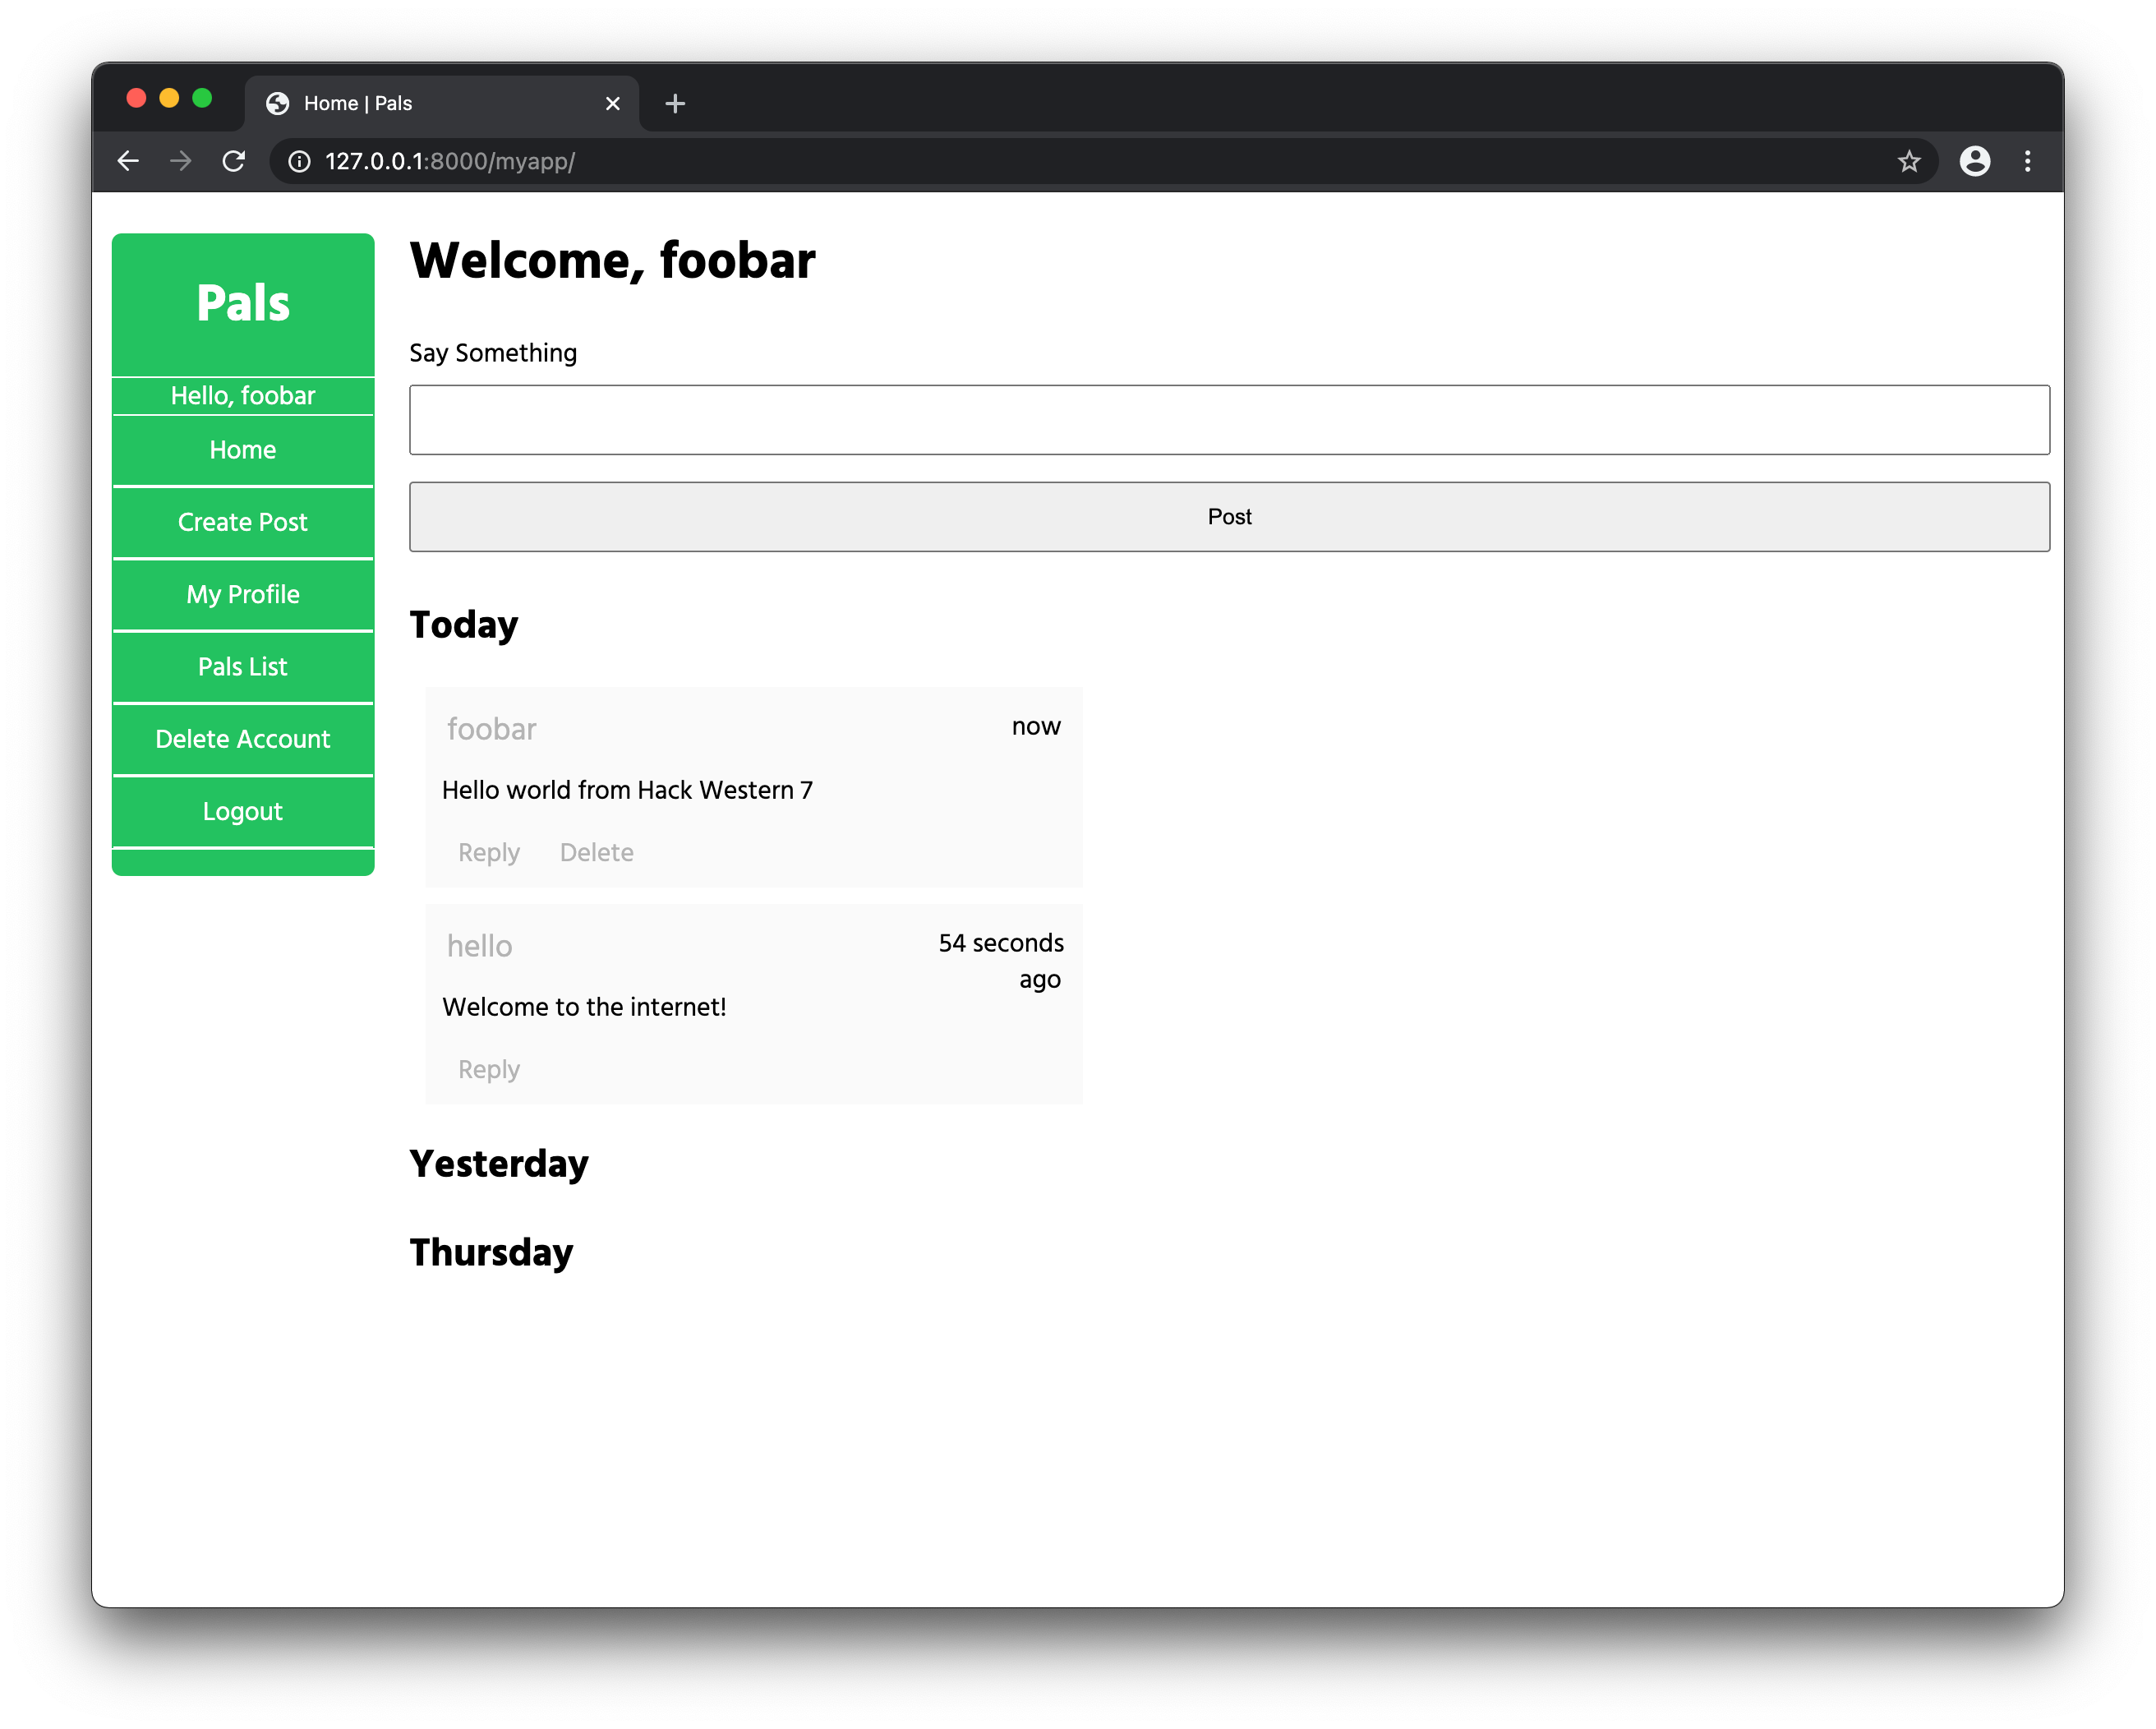 Home | Pals
127.0.0.1:8000/myapp/
Pals
Hello, foobar
Home
Create Post
My Profile
Pals List
Delete Account
Logout
Welcome, foobar
Say Something
Post
Today
foobar
now
Hello world from Hack Western 7
Reply Delete
hello
54 seconds
ago
Welcome to the internet!
Reply
Yesterday
Thursday